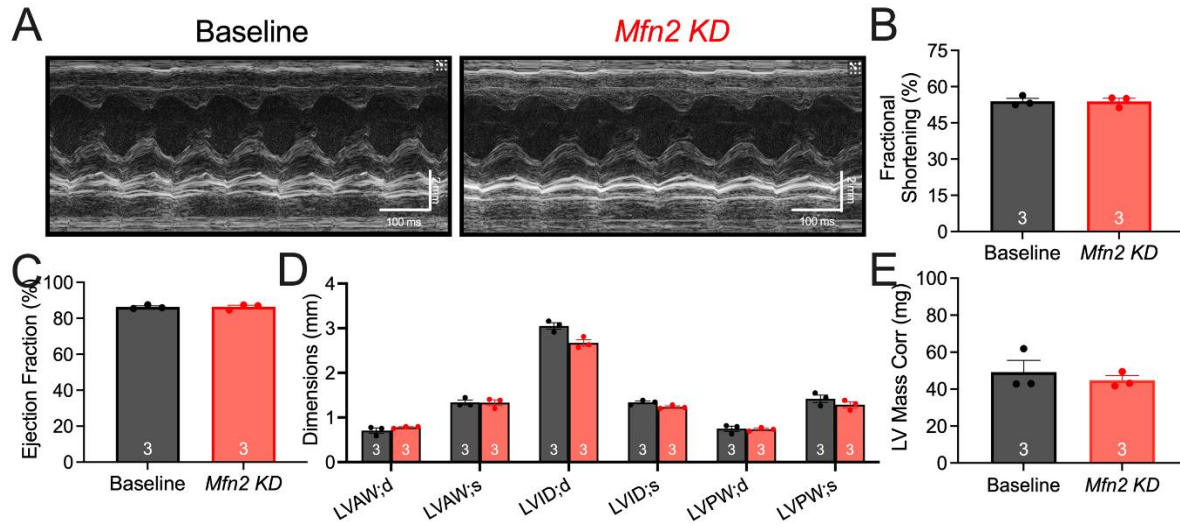 A
Baseline
Mfn2 KD
2 mm
100 ms
2 mm
100 ms
B
Fractional
Shortening (%)
75
60
45
30
15
0
3
3
Baseline
Mfn2 KD
C
Ejection Fraction (%)
100
80
60
40
20
0
3
3
Baseline
Mfn2 KD
D
Dimensions (mm)
4
3
2
1
0
3 3 3 3 3 3 3 3 3 3 3 3
LVAW;d
LVAW;s
LVID;d
LVID;s
LVPW;d
LVPW;s
E
LV Mass Corr (mg)
100
80
60
40
20
0
3
3
Baseline
Mfn2 KD